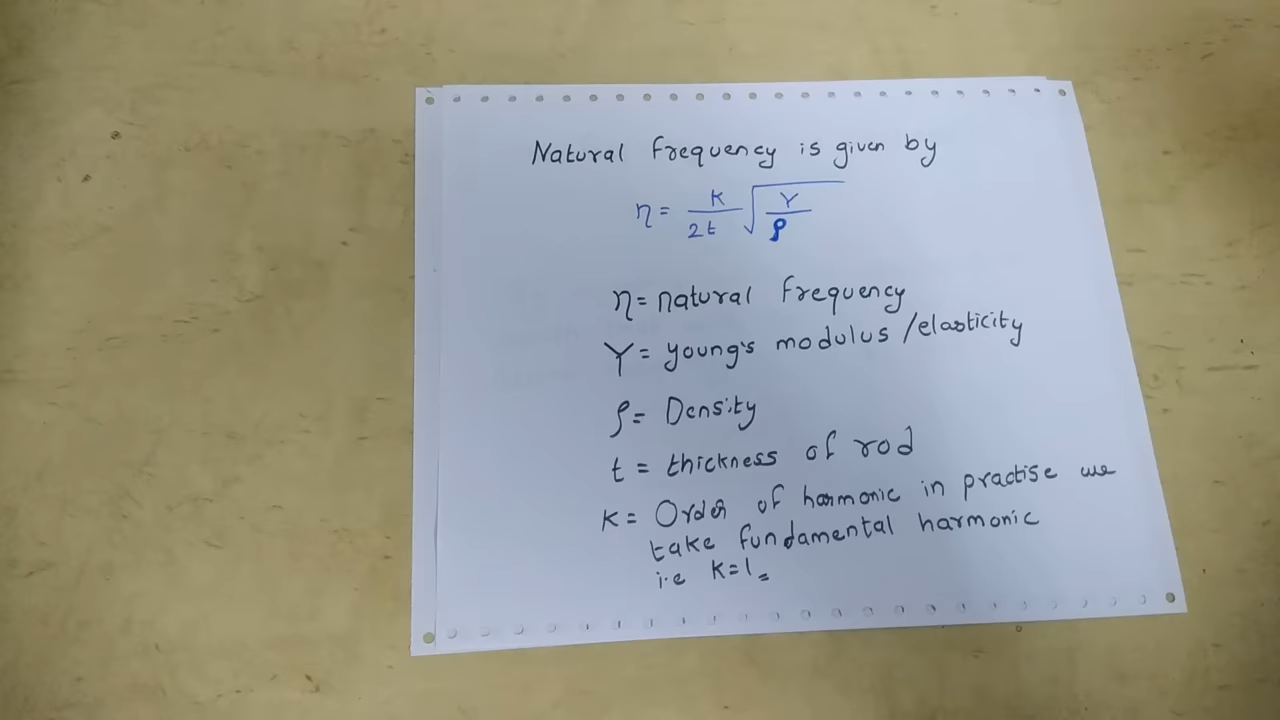 Natural frequency is given by
η = K/2t √Y/ρ
η = natural frequency
Y = young's modulus /elasticity
ρ = Density
t = thickness of rod
K = Order of harmonic in practise we
take fundamental harmonic
i.e K=1